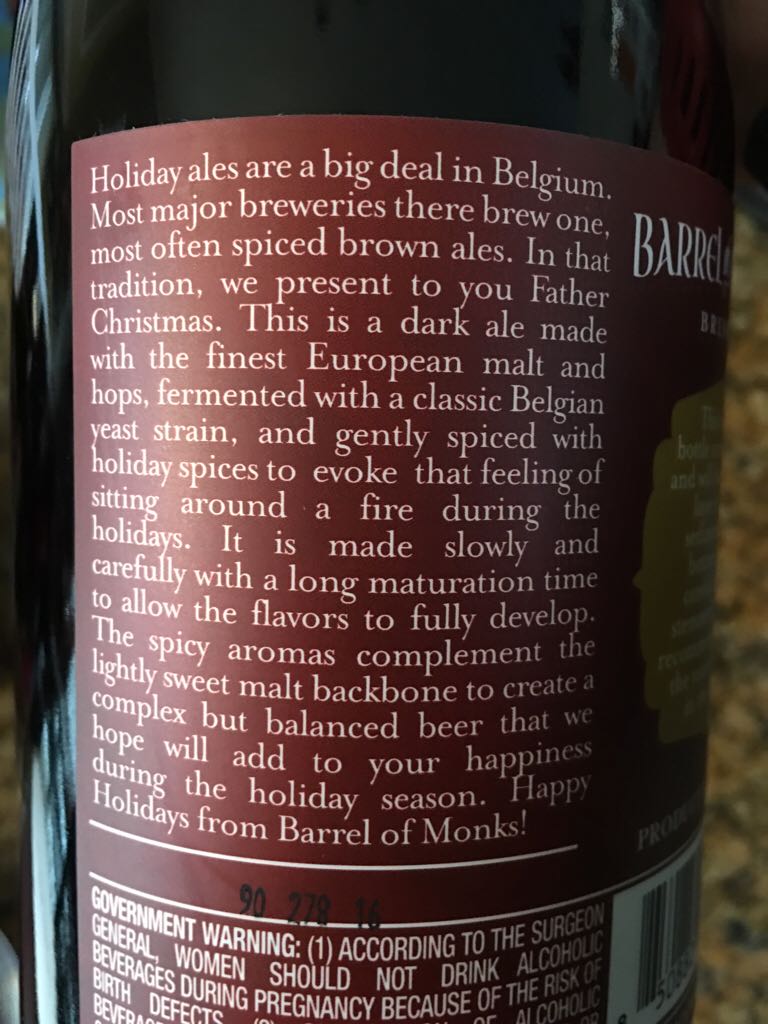 Holiday ales are a big deal in Belgium.
Most major breweries there brew one,
most often spiced brown ales. In that
tradition, we present to you Father
Christmas. This is a dark ale made
with the finest European malt and
hops, fermented with a classic Belgian
yeast strain, and gently spiced with
holiday spices to evoke that feeling of
sitting around a fire during the
holidays. It is made slowly and
carefully with a long maturation time
to allow the flavors to fully develop.
The spicy aromas complement the
lightly sweet malt backbone to create a
complex but balanced beer that we
hope will add to your happiness
during the holiday season. Happy
Holidays from Barrel of Monks!
90 278 16
GOVERNMENT WARNING: (1) ACCORDING TO THE SURGEON
GENERAL, WOMEN SHOULD NOT DRINK ALCOHOLIC
BEVERAGES DURING PREGNANCY BECAUSE OF THE RISK OF
BIRTH DEFECTS. OF ALCOHOLIC
BARREL